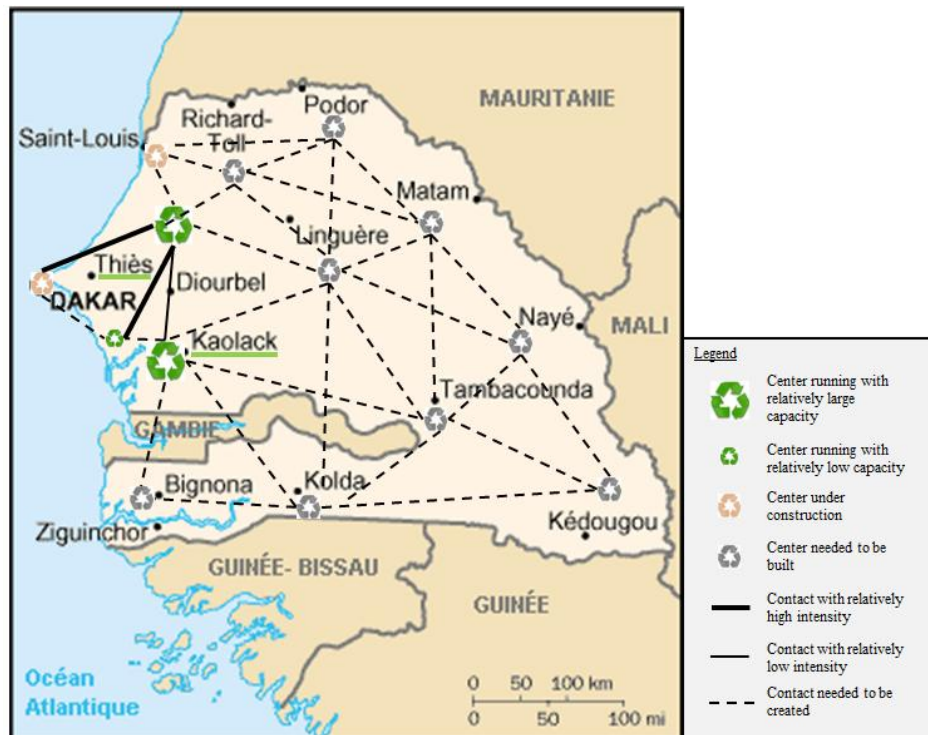 MAURITANIE
Podor
Richard-
Toll
Saint-Louis
Matam
Linguère
Thiès
DAKAR
Diourbel
Nayé
MALI
Kaolack
Tambacounda
GAMBIE
Bignona
Kolda
Ziguinchor
Kédougou
GUINÉE- BISSAU
GUINÉE
Océan
Atlantique
0 50 100 km
0 50 100 mi
Legend
Center running with
relatively large
capacity
Center running with
relatively low capacity
Center under
construction
Center needed to be
built
Contact with relatively
high intensity
Contact with relatively
low intensity
Contact needed to be
created